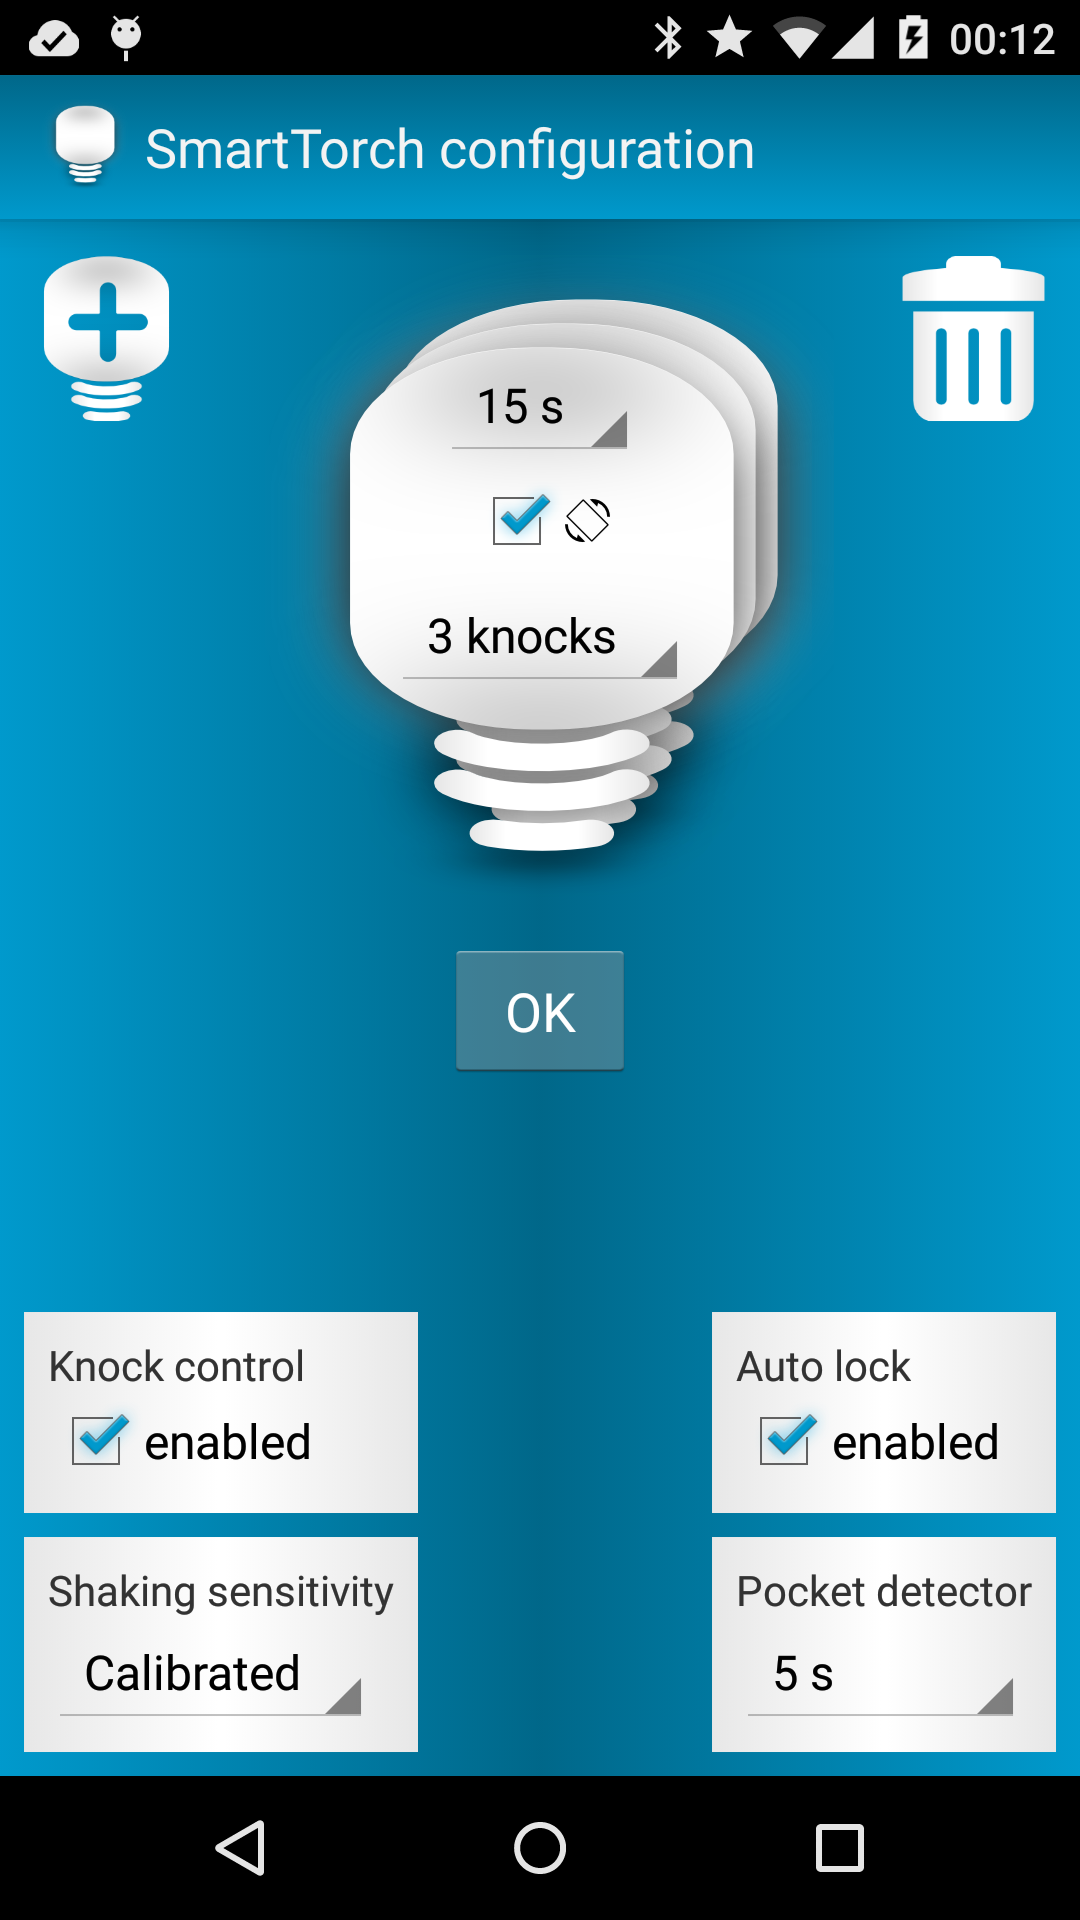 00:12
SmartTorch configuration
15 s
3 knocks
OK
Knock control
enabled
Auto lock
enabled
Shaking sensitivity
Calibrated
Pocket detector
5 s